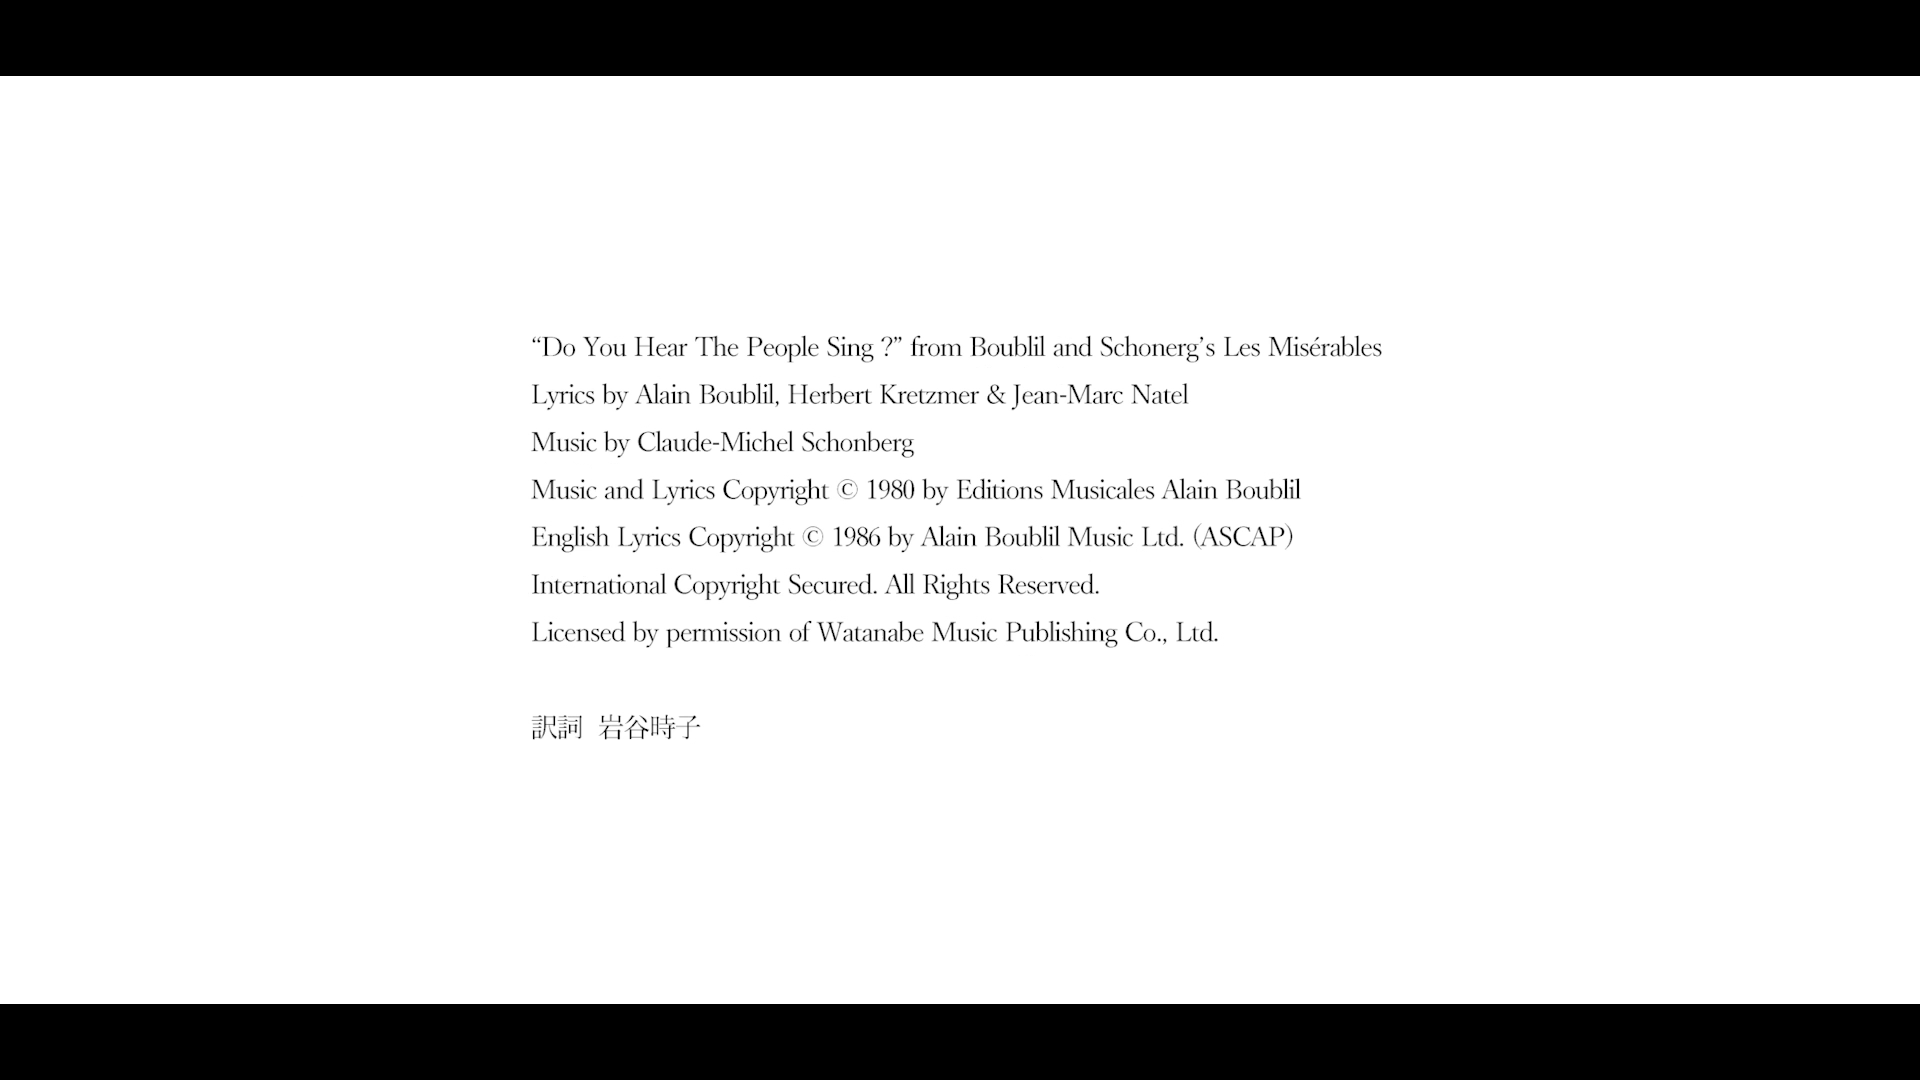 “Do You Hear The People Sing ?” from Boublil and Schonerg’s Les Misérables
Lyrics by Alain Boublil, Herbert Kretzmer & Jean-Marc Natel
Music by Claude-Michel Schonberg
Music and Lyrics Copyright © 1980 by Editions Musicales Alain Boublil
English Lyrics Copyright © 1986 by Alain Boublil Music Ltd. (ASCAP)
International Copyright Secured. All Rights Reserved.
Licensed by permission of Watanabe Music Publishing Co., Ltd.
訳詞 岩谷時子